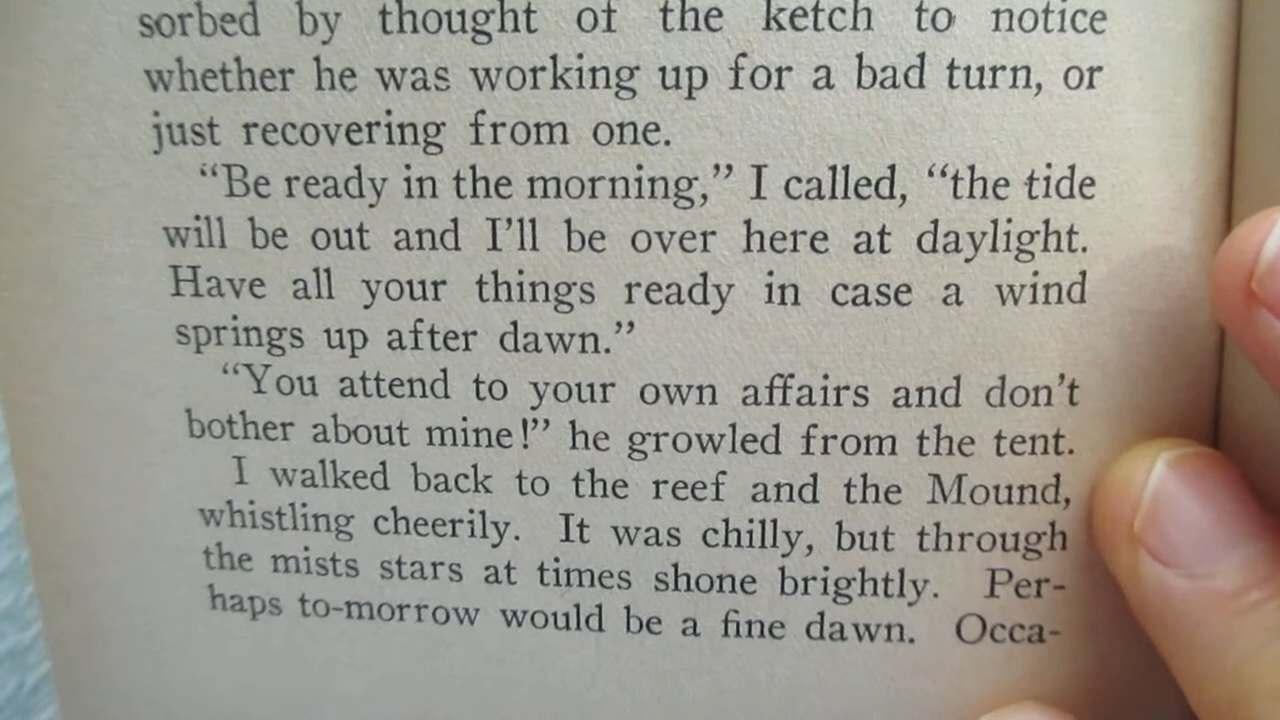 sorbed by thought of the ketch to notice
whether he was working up for a bad turn, or
just recovering from one.
“Be ready in the morning,” I called, “the tide
will be out and I’ll be over here at daylight.
Have all your things ready in case a wind
springs up after dawn.”
“You attend to your own affairs and don’t
bother about mine!” he growled from the tent.
I walked back to the reef and the Mound,
whistling cheerily. It was chilly, but through
the mists stars at times shone brightly. Per-
haps to-morrow would be a fine dawn. Occa-